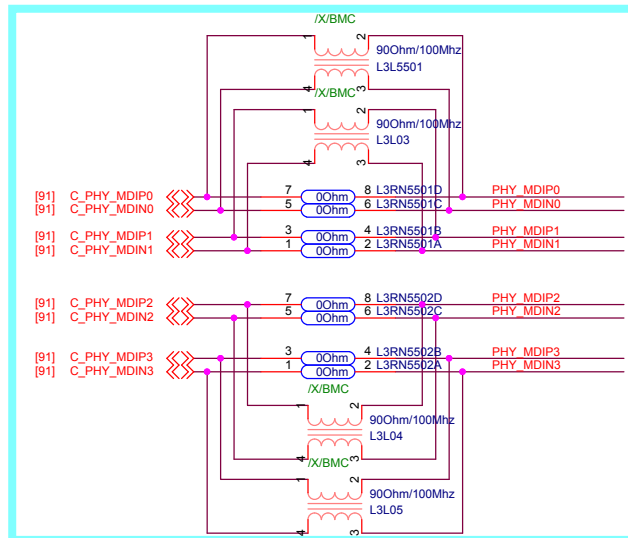 /X/BMC
1 2
90Ohm/100Mhz
L3L5501
4 3
/X/BMC
1 2
90Ohm/100Mhz
L3L03
4 3
[91] C_PHY_MDIP0 7 0Ohm 8 L3RN5501D PHY_MDIP0
[91] C_PHY_MDIN0 5 0Ohm 6 L3RN5501C PHY_MDIN0
[91] C_PHY_MDIP1 3 0Ohm 4 L3RN5501B PHY_MDIP1
[91] C_PHY_MDIN1 1 0Ohm 2 L3RN5501A PHY_MDIN1
[91] C_PHY_MDIP2 7 0Ohm 8 L3RN5502D PHY_MDIP2
[91] C_PHY_MDIN2 5 0Ohm 6 L3RN5502C PHY_MDIN2
[91] C_PHY_MDIP3 3 0Ohm 4 L3RN5502B PHY_MDIP3
[91] C_PHY_MDIN3 1 0Ohm 2 L3RN5502A PHY_MDIN3
/X/BMC
1 2
90Ohm/100Mhz
L3L04
4 3
/X/BMC
1 2
90Ohm/100Mhz
L3L05
4 3